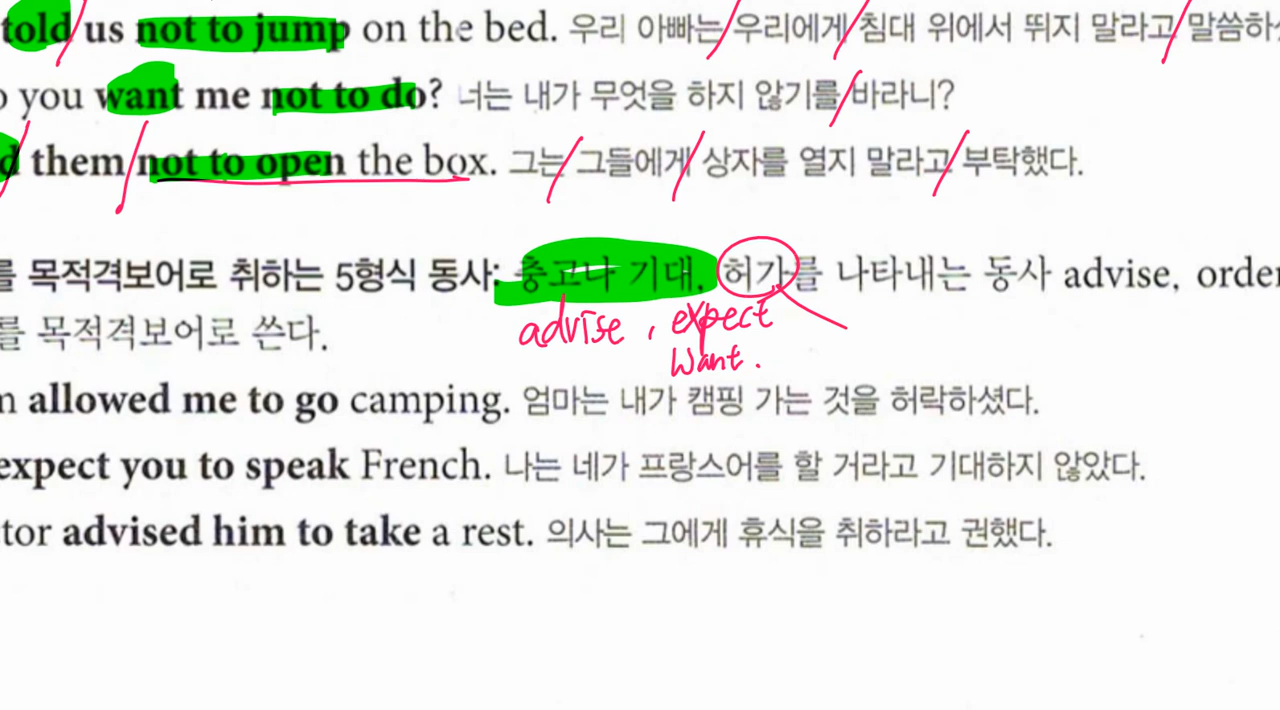 told us not to jump on the bed. 우리 아빠는 우리에게 침대 위에서 뛰지 말라고 말씀하
you want me not to do? 너는 내가 무엇을 하지 않기를 바라니?
them not to open the box. 그는 그들에게 상자를 열지 말라고 부탁했다.
를 목적격보어로 취하는 5형식 동사: 충고나 기대, 허가를 나타내는 동사 advise, orde
advise, expect
want.
를 목적격보어로 쓴다.
allowed me to go camping. 엄마는 내가 캠핑 가는 것을 허락하셨다.
expect you to speak French. 나는 네가 프랑스어를 할 거라고 기대하지 않았다.
tor advised him to take a rest. 의사는 그에게 휴식을 취하라고 권했다.